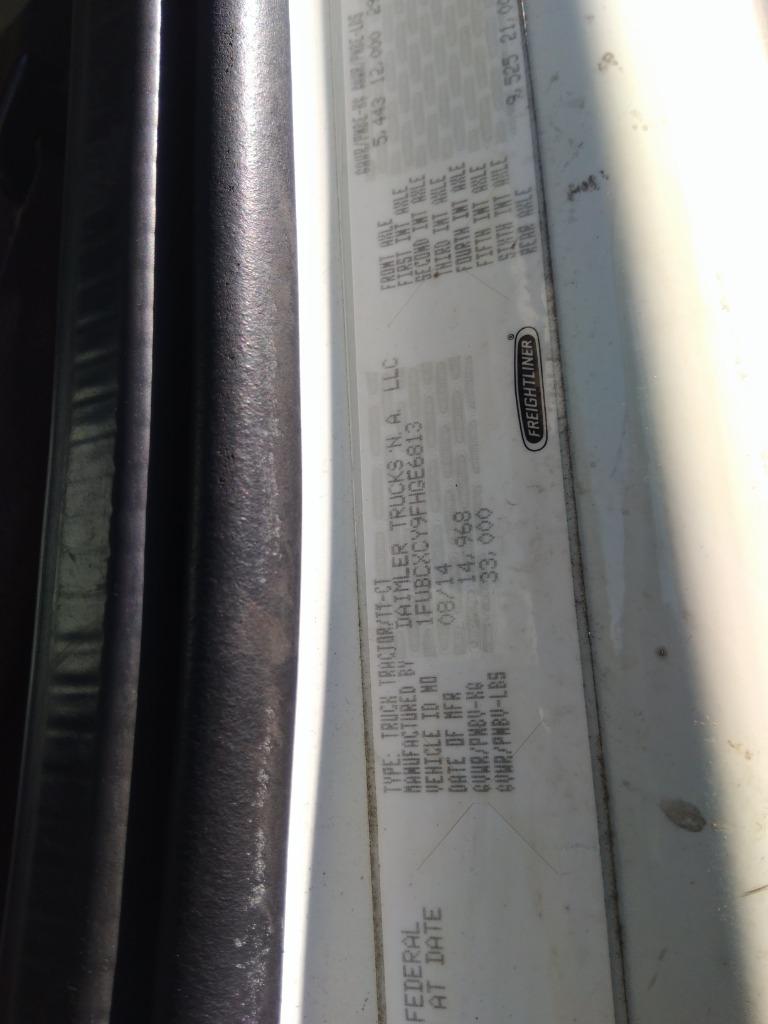 FEDERAL
AT DATE
TYPE: TRUCK TRACTOR/TT-CT
MANUFACTURED BY DAIMLER TRUCKS N.A. LLC
VEHICLE ID NO 1FUBCXCY9FHGE6813
DATE OF MFR 08/14
GVWR/PNBV-KG 14,968
GVWR/PNBV-LBS 33,000
FREIGHTLINER®
GAWR/PNBE-KG GAWR/PNBE-LBS
FRONT AXLE 5,443 12,000 29
FIRST INT AXLE
SECOND INT AXLE
THIRD INT AXLE
FOURTH INT AXLE
FIFTH INT AXLE
SIXTH INT AXLE
REAR AXLE 9,525 21,00